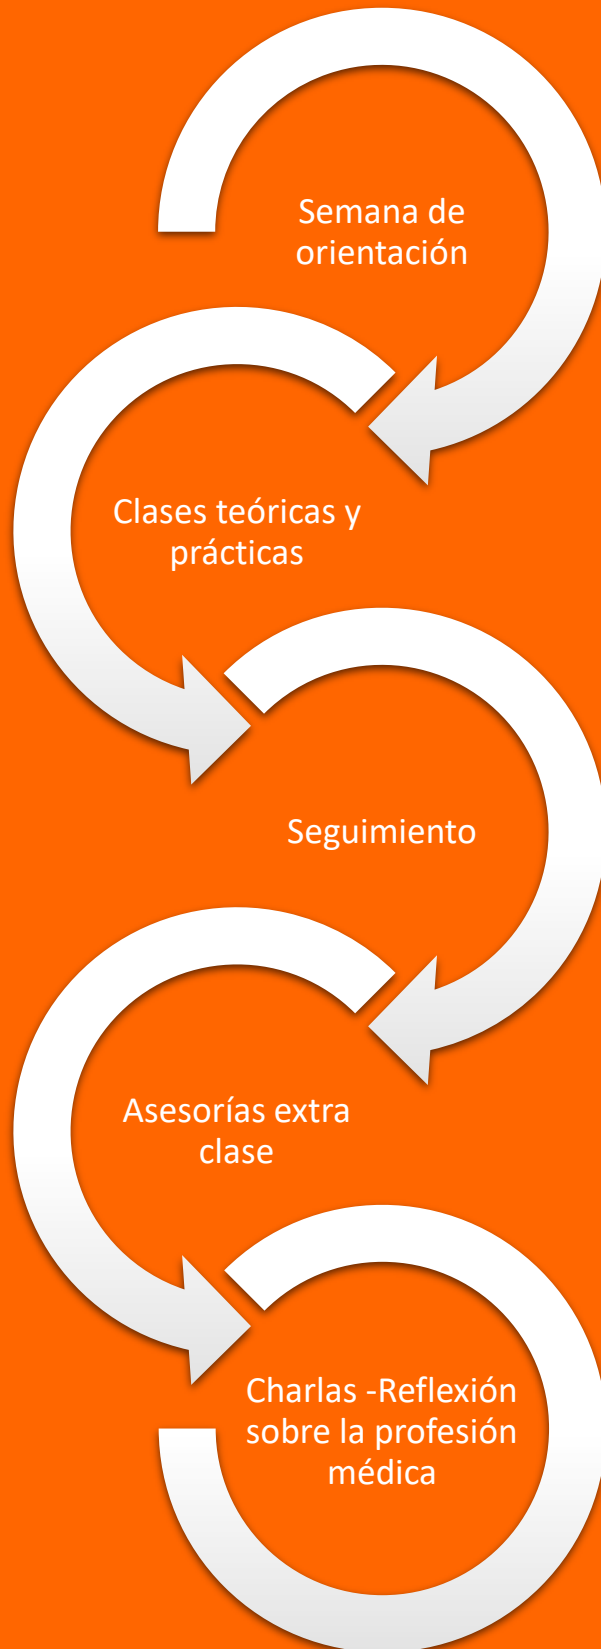 Semana de
orientación
Clases teóricas y
prácticas
Seguimiento
Asesorías extra
clase
Charlas -Reflexión
sobre la profesión
médica